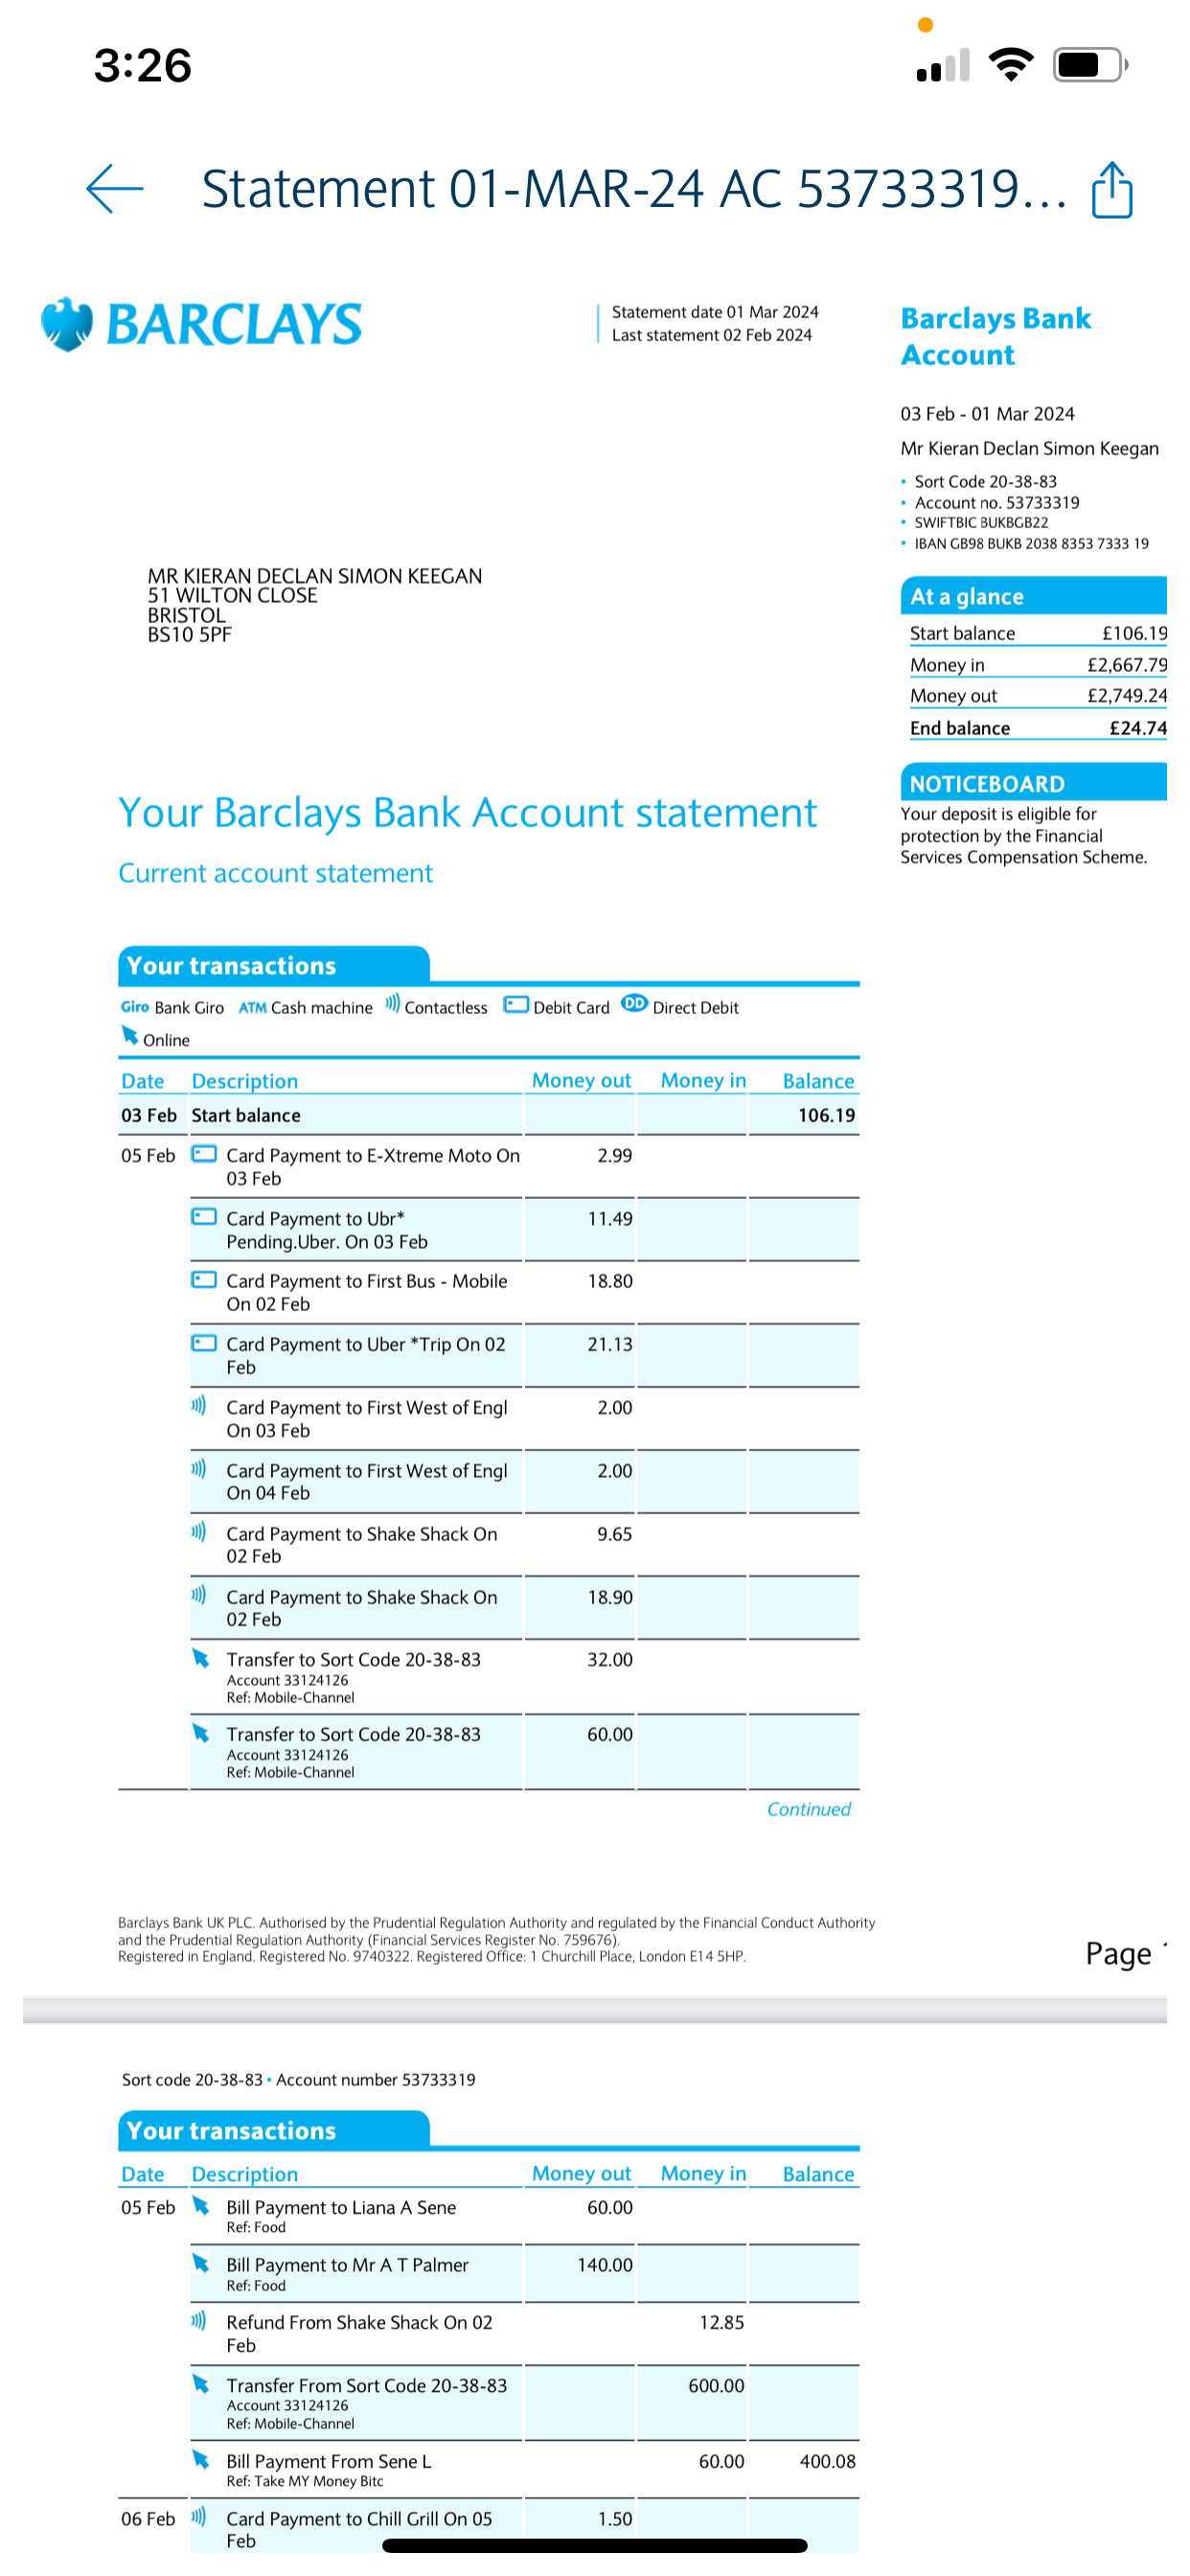 3:26
Statement 01-MAR-24 AC 53733319...
BARCLAYS
Statement date 01 Mar 2024
Last statement 02 Feb 2024
Barclays Bank
Account
03 Feb - 01 Mar 2024
Mr Kieran Declan Simon Keegan
• Sort Code 20-38-83
• Account no. 53733319
• SWIFTBIC BUKBGB22
• IBAN GB98 BUKB 2038 8353 7333 19
MR KIERAN DECLAN SIMON KEEGAN
51 WILTON CLOSE
BRISTOL
BS10 5PF
At a glance
Start balance £106.19
Money in £2,667.79
Money out £2,749.24
End balance £24.74
NOTICEBOARD
Your deposit is eligible for
protection by the Financial
Services Compensation Scheme.
Your Barclays Bank Account statement
Current account statement
Your transactions
Giro Bank Giro ATM Cash machine Contactless Debit Card DD Direct Debit
Online
Date Description Money out Money in Balance
03 Feb Start balance 106.19
05 Feb Card Payment to E-Xtreme Moto On 2.99
03 Feb
Card Payment to Ubr* 11.49
Pending.Uber. On 03 Feb
Card Payment to First Bus - Mobile 18.80
On 02 Feb
Card Payment to Uber *Trip On 02 21.13
Feb
Card Payment to First West of Engl 2.00
On 03 Feb
Card Payment to First West of Engl 2.00
On 04 Feb
Card Payment to Shake Shack On 9.65
02 Feb
Card Payment to Shake Shack On 18.90
02 Feb
Transfer to Sort Code 20-38-83 32.00
Account 33124126
Ref: Mobile-Channel
Transfer to Sort Code 20-38-83 60.00
Account 33124126
Ref: Mobile-Channel
Continued
Barclays Bank UK PLC. Authorised by the Prudential Regulation Authority and regulated by the Financial Conduct Authority
and the Prudential Regulation Authority (Financial Services Register No. 759676).
Registered in England. Registered No. 9740322. Registered Office: 1 Churchill Place, London E14 5HP.
Page
Sort code 20-38-83 • Account number 53733319
Your transactions
Date Description Money out Money in Balance
05 Feb Bill Payment to Liana A Sene 60.00
Ref: Food
Bill Payment to Mr A T Palmer 140.00
Ref: Food
Refund From Shake Shack On 02 12.85
Feb
Transfer From Sort Code 20-38-83 600.00
Account 33124126
Ref: Mobile-Channel
Bill Payment From Sene L 60.00 400.08
Ref: Take MY Money Bitc
06 Feb Card Payment to Chill Grill On 05 1.50
Feb